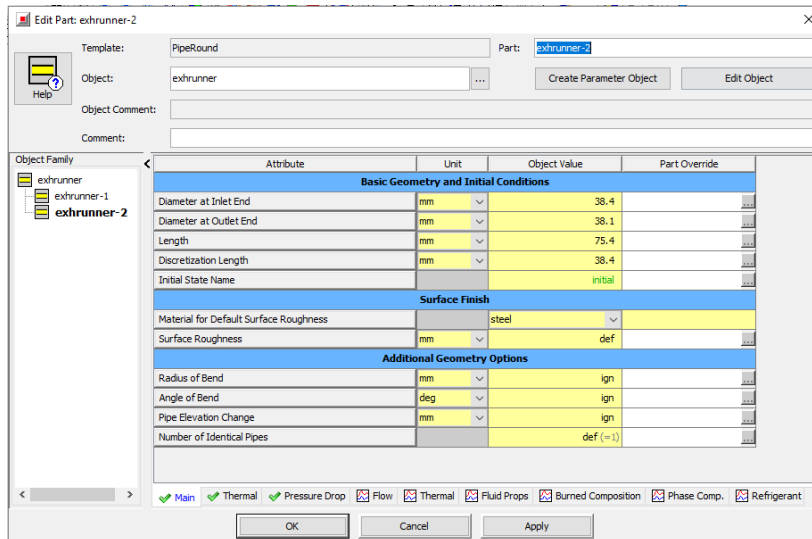 Edit Part: exhrunner-2
Template: PipeRound Part: exhrunner-2
Help
Object: exhrunner ... Create Parameter Object Edit Object
Object Comment:
Comment:
Object Family
exhrunner
exhrunner-1
exhrunner-2
Attribute Unit Object Value Part Override
Basic Geometry and Initial Conditions
Diameter at Inlet End mm 38.4 ...
Diameter at Outlet End mm 38.1 ...
Length mm 75.4 ...
Discretization Length mm 38.4 ...
Initial State Name initial ...
Surface Finish
Material for Default Surface Roughness steel
Surface Roughness mm def ...
Additional Geometry Options
Radius of Bend mm ign ...
Angle of Bend deg ign ...
Pipe Elevation Change mm ign ...
Number of Identical Pipes def (=1) ...
Main Thermal Pressure Drop Flow Thermal Fluid Props Burned Composition Phase Comp. Refrigerant
OK Cancel Apply